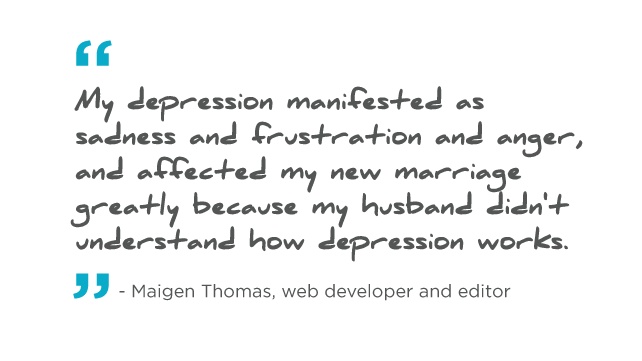 “
My depression manifested as
sadness and frustration and anger,
and affected my new marriage
greatly because my husband didn't
understand how depression works.
” - Maigen Thomas, web developer and editor